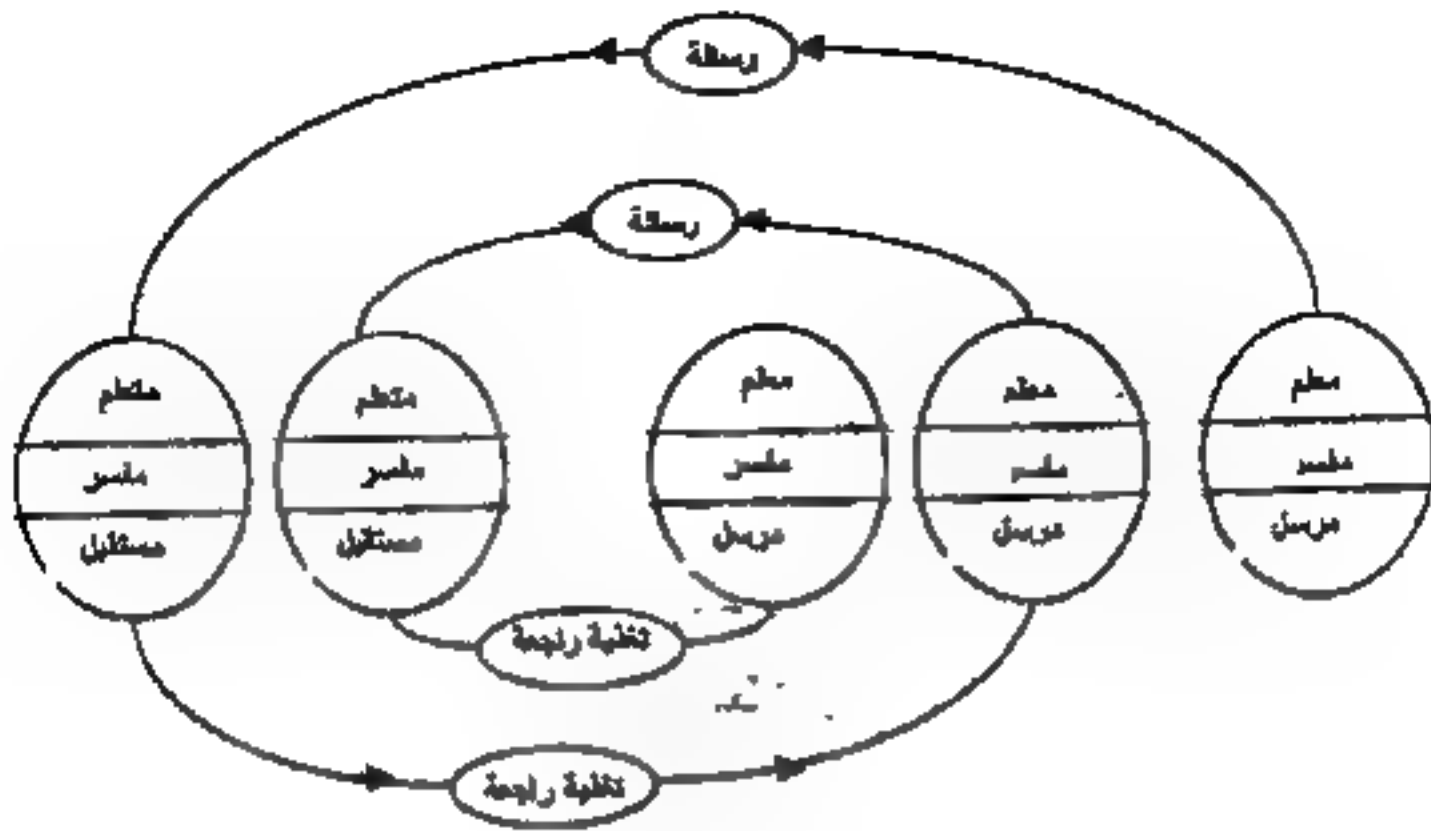 رسالة
رسالة
معلم
مفسر
مرسل
معلم
مفسر
مرسل
معلم
مفسر
مرسل
متعلم
مفسر
مستقبل
متعلم
مفسر
مستقبل
تغذية راجعة
تغذية راجعة